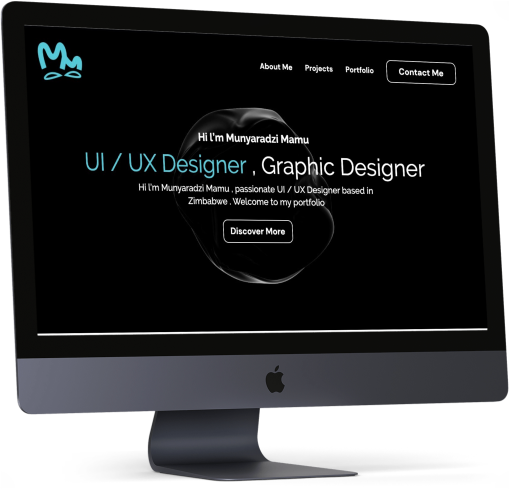 Mm
About Me
Projects
Portfolio
Contact Me
Hi I'm Munyaradzi Mamu
UI / UX Designer , Graphic Designer
Hi I'm Munyaradzi Mamu , passionate UI / UX Designer based in
Zimbabwe . Welcome to my portfolio
Discover More